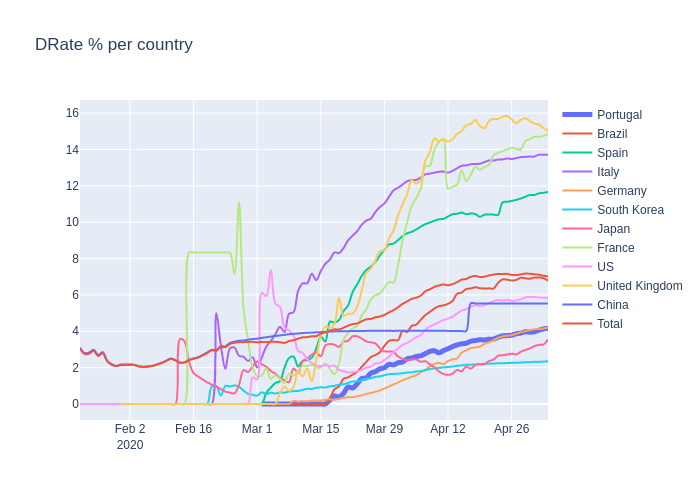 DRate % per country
16
14
12
10
8
6
4
2
0
Feb 2
2020
Feb 16
Mar 1
Mar 15
Mar 29
Apr 12
Apr 26
Portugal
Brazil
Spain
Italy
Germany
South Korea
Japan
France
US
United Kingdom
China
Total